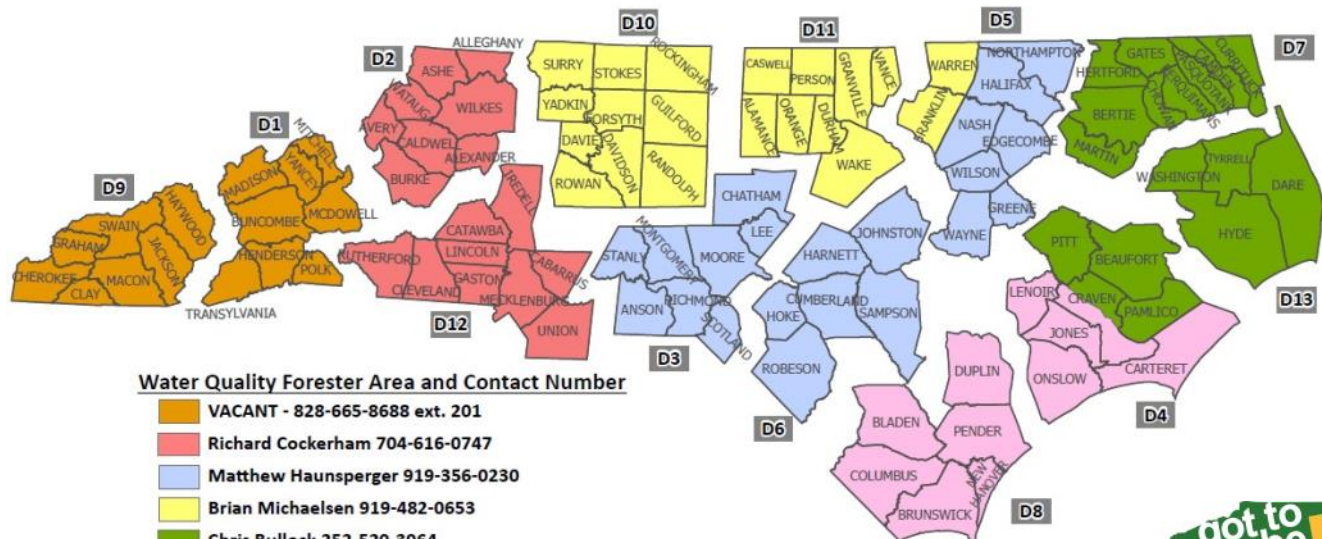 D10
D11
D5
D7
D2
D1
D9
D12
D3
D6
D8
D4
D13
ALLEGHANY
ASHE
WATAUGA
WILKES
AVERY
CALDWEL
ALEXANDER
BURKE
SURRY
STOKES
ROCKINGHAM
YADKIN
FORSYTH
GUILFORD
DAVIE
DAVIDSON
RANDOLPH
ROWAN
CASWELL
PERSON
GRANVILLE
VANCE
ALAMANCE
ORANGE
DURHAM
WAKE
WARREN
FRANKLIN
NORTHAMPTON
HALIFAX
NASH
EDGECOMBE
WILSON
GREENE
WAYNE
HERTFORD
GATES
CURRITUCK
CAMDEN
PASQUOTANK
PERQUIMANS
CHOWAN
BERTIE
MARTIN
WASHINGTON
TYRRELL
DARE
HYDE
MITCHELL
MADISON
YANCEY
BUNCOMBE
MCDOWELL
HENDERSON
POLK
TRANSYLVANIA
HAYWOOD
SWAIN
GRAHAM
JACKSON
CHEROKEE
MACON
CLAY
IREDELL
CATAWBA
LINCOLN
RUTHERFORD
GASTON
CLEVELAND
MECKLENBURG
CABARRUS
UNION
CHATHAM
LEE
MONTGOMERY
STANLY
MOORE
ANSON
RICHMOND
SCOTLAND
JOHNSTON
HARNETT
HOKE
CUMBERLAND
SAMPSON
ROBESON
PITT
BEAUFORT
LENOIR
CRAVEN
PAMLICO
JONES
ONSLOW
CARTERET
DUPLIN
BLADEN
PENDER
COLUMBUS
NEW
HANOVER
BRUNSWICK
Water Quality Forester Area and Contact Number
VACANT - 828-665-8688 ext. 201
Richard Cockerham 704-616-0747
Matthew Haunsperger 919-356-0230
Brian Michaelsen 919-482-0653
got to
be